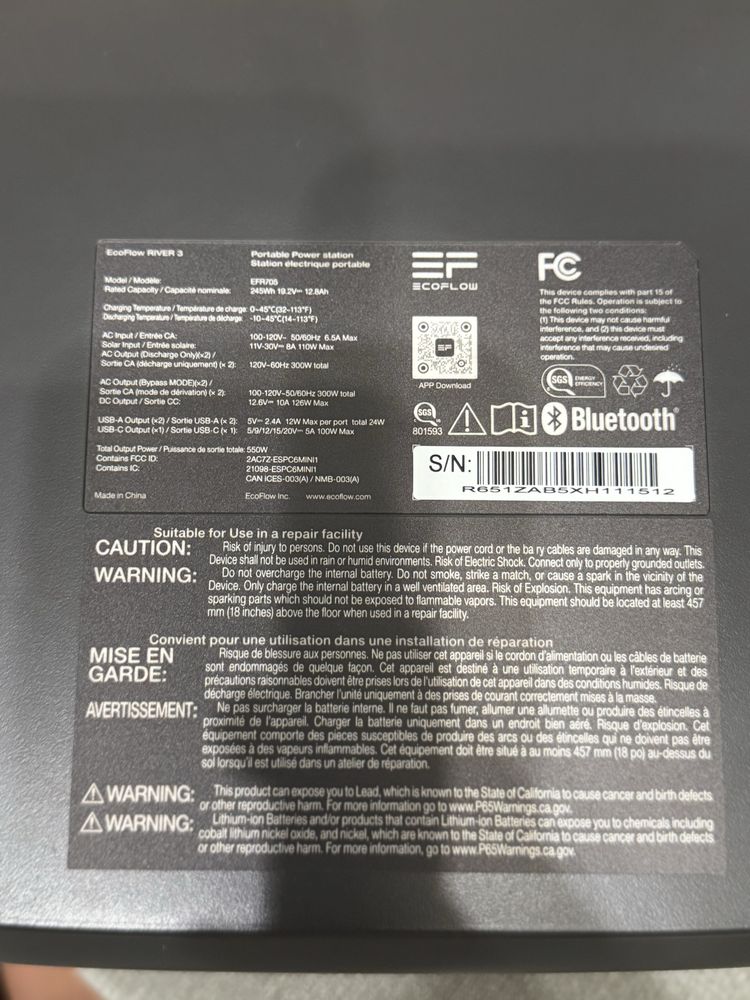 EcoFlow RIVER 3
Portable Power station
Station électrique portable
Model / Modèle: EFR705
Rated Capacity / Capacité nominale: 245Wh 19.2V⎓ 12.8Ah
Charging Temperature / Température de charge: 0~45°C(32~113°F)
Discharging Temperature / Température de décharge: -10~45°C(14~113°F)
AC Input / Entrée CA: 100-120V~ 50/60Hz 6.5A Max
Solar Input / Entrée solaire: 11V-30V⎓ 8A 110W Max
AC Output (Discharge Only)(×2) /
Sortie CA (décharge uniquement) (× 2): 120V~60Hz 300W total
AC Output (Bypass MODE)(×2) /
Sortie CA (mode de dérivation) (× 2): 100-120V~50/60Hz 300W total
DC Output / Sortie CC: 12.6V⎓ 10A 126W Max
USB-A Output (×2) / Sortie USB-A (× 2): 5V⎓ 2.4A 12W Max per port total 24W
USB-C Output (×1) / Sortie USB-C (× 1): 5/9/12/15/20V⎓ 5A 100W Max
Total Output Power / Puissance de sortie totale: 550W
Contains FCC ID: 2AC7Z-ESPC6MINI1
Contains IC: 21098-ESPC6MINI1
CAN ICES-003(A) / NMB-003(A)
Made in China EcoFlow Inc. www.ecoflow.com
EF
ECOFLOW
APP Download
FC
This device complies with part 15 of
the FCC Rules. Operation is subject to
the following two conditions:
(1) This device may not cause harmful
interference, and (2) this device must
accept any interference received, including
interference that may cause undesired
operation.
SGS ENERGY
EFFICIENCY
SGS
801593
Bluetooth®
S/N:
R651ZAB5XH111512
Suitable for Use in a repair facility
CAUTION: Risk of injury to persons. Do not use this device if the power cord or the ba ry cables are damaged in any way. This
Device shall not be used in rain or humid environments. Risk of Electric Shock. Connect only to properly grounded outlets.
WARNING: Do not overcharge the internal battery. Do not smoke, strike a match, or cause a spark in the vicinity of the
Device. Only charge the internal battery in a well ventilated area. Risk of Explosion. This equipment has arcing or
sparking parts which should not be exposed to flammable vapors. This equipment should be located at least 457
mm (18 inches) above the floor when used in a repair facility.
Convient pour une utilisation dans une installation de réparation
MISE EN GARDE: Risque de blessure aux personnes. Ne pas utiliser cet appareil si le cordon d'alimentation ou les câbles de batterie
sont endommagés de quelque façon. Cet appareil est destiné à une utilisation temporaire à l'extérieur et des
précautions raisonnables doivent être prises lors de l'utilisation de cet appareil dans des conditions humides. Risque de
décharge électrique. Brancher l'unité uniquement à des prises de courant correctement mises à la masse.
AVERTISSEMENT: Ne pas surcharger la batterie interne. Il ne faut pas fumer, allumer une allumette ou produire des étincelles à
proximité de l'appareil. Charger la batterie uniquement dans un endroit bien aéré. Risque d'explosion. Cet
équipement comporte des pieces susceptibles de produire des arcs ou des étincelles qui ne doivent pas être
exposées à des vapeurs inflammables. Cet équipement doit être situé à au moins 457 mm (18 po) au-dessus du
sol lorsqu'il est utilisé dans un atelier de réparation.
WARNING: This product can expose you to Lead, which is known to the State of California to cause cancer and birth defects
or other reproductive harm. For more information go to www.P65Warnings.ca.gov.
WARNING: Lithium-ion Batteries and/or products that contain Lithium-ion Batteries can expose you to chemicals including
cobalt lithium nickel oxide, and nickel, which are known to the State of California to cause cancer and birth defects
or other reproductive harm. For more information, go to www.P65Warnings.ca.gov.